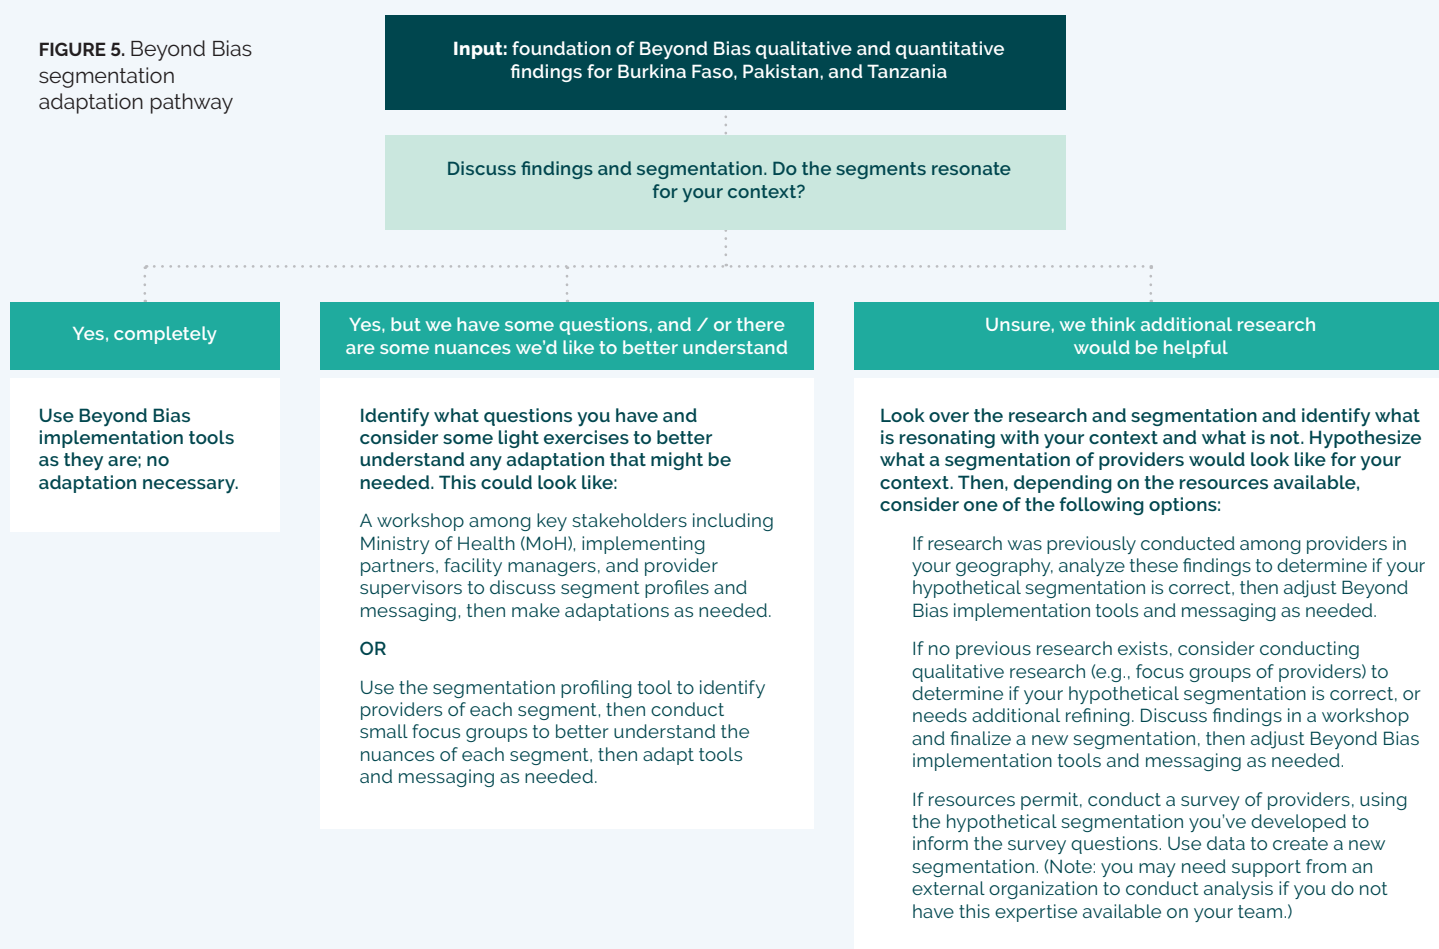 FIGURE 5. Beyond Bias
segmentation
adaptation pathway
Input: foundation of Beyond Bias qualitative and quantitative
findings for Burkina Faso, Pakistan, and Tanzania
Discuss findings and segmentation. Do the segments resonate
for your context?
Yes, completely
Use Beyond Bias
implementation tools
as they are; no
adaptation necessary.
Yes, but we have some questions, and / or there
are some nuances we'd like to better understand
Identify what questions you have and
consider some light exercises to better
understand any adaptation that might be
needed. This could look like:
A workshop among key stakeholders including
Ministry of Health (MoH), implementing
partners, facility managers, and provider
supervisors to discuss segment profiles and
messaging, then make adaptations as needed.
OR
Use the segmentation profiling tool to identify
providers of each segment, then conduct
small focus groups to better understand the
nuances of each segment, then adapt tools
and messaging as needed.
Unsure, we think additional research
would be helpful
Look over the research and segmentation and identify what
is resonating with your context and what is not. Hypothesize
what a segmentation of providers would look like for your
context. Then, depending on the resources available,
consider one of the following options:
If research was previously conducted among providers in
your geography, analyze these findings to determine if your
hypothetical segmentation is correct, then adjust Beyond
Bias implementation tools and messaging as needed.
If no previous research exists, consider conducting
qualitative research (e.g., focus groups of providers) to
determine if your hypothetical segmentation is correct, or
needs additional refining. Discuss findings in a workshop
and finalize a new segmentation, then adjust Beyond Bias
implementation tools and messaging as needed.
If resources permit, conduct a survey of providers, using
the hypothetical segmentation you've developed to
inform the survey questions. Use data to create a new
segmentation. (Note: you may need support from an
external organization to conduct analysis if you do not
have this expertise available on your team.)